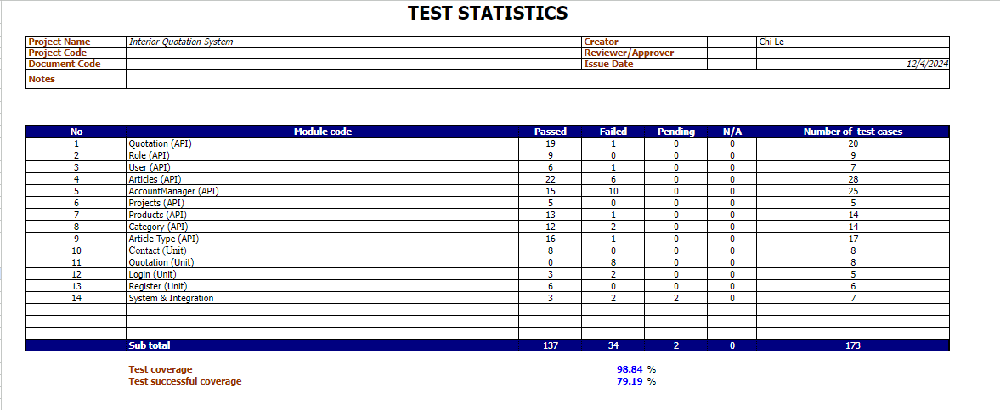 TEST STATISTICS
Project Name Interior Quotation System Creator Chi Le
Project Code Reviewer/Approver
Document Code Issue Date 12/4/2024
Notes
No Module code Passed Failed Pending N/A Number of test cases
1 Quotation (API) 19 1 0 0 20
2 Role (API) 9 0 0 0 9
3 User (API) 6 1 0 0 7
4 Articles (API) 22 6 0 0 28
5 AccountManager (API) 15 10 0 0 25
6 Projects (API) 5 0 0 0 5
7 Products (API) 13 1 0 0 14
8 Category (API) 12 2 0 0 14
9 Article Type (API) 16 1 0 0 17
10 Contact (Unit) 8 0 0 0 8
11 Quotation (Unit) 0 8 0 0 8
12 Login (Unit) 3 2 0 0 5
13 Register (Unit) 6 0 0 0 6
14 System & Integration 3 2 2 0 7
Sub total 137 34 2 0 173
Test coverage 98.84 %
Test successful coverage 79.19 %